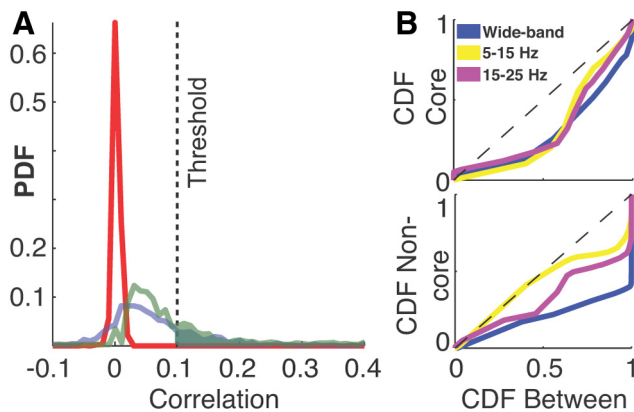 A
PDF
0.6
0.2
0.1
Threshold
-0.1
0
0.1
0.2
0.3
0.4
Correlation
B
Wide-band
5-15 Hz
15-25 Hz
CDF
Core
1
0
CDF Non-
core
1
0
0
0.5
1
CDF Between